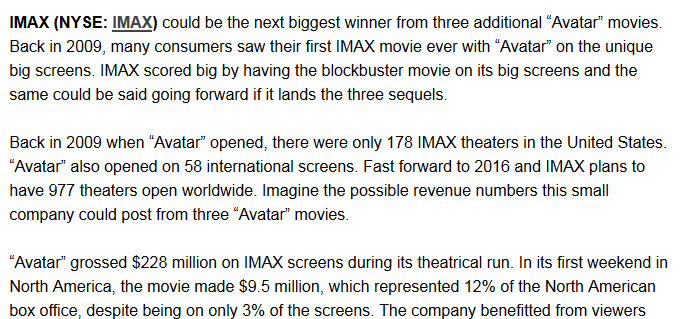 IMAX (NYSE: IMAX) could be the next biggest winner from three additional “Avatar” movies.
Back in 2009, many consumers saw their first IMAX movie ever with “Avatar” on the unique
big screens. IMAX scored big by having the blockbuster movie on its big screens and the
same could be said going forward if it lands the three sequels.
Back in 2009 when “Avatar” opened, there were only 178 IMAX theaters in the United States.
“Avatar” also opened on 58 international screens. Fast forward to 2016 and IMAX plans to
have 977 theaters open worldwide. Imagine the possible revenue numbers this small
company could post from three “Avatar” movies.
“Avatar” grossed $228 million on IMAX screens during its theatrical run. In its first weekend in
North America, the movie made $9.5 million, which represented 12% of the North American
box office, despite being on only 3% of the screens. The company benefitted from viewers